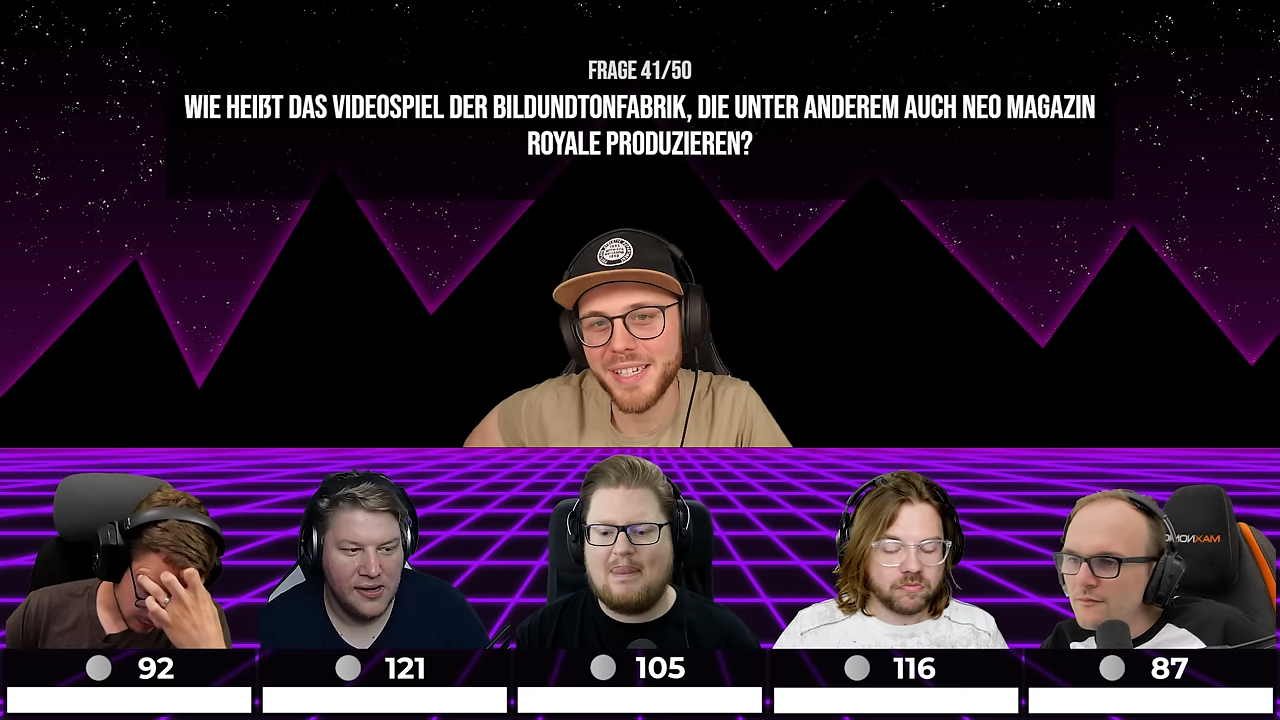 FRAGE 41/50
WIE HEIßT DAS VIDEOSPIEL DER BILDUNDTONFABRIK, DIE UNTER ANDEREM AUCH NEO MAGAZIN
ROYALE PRODUZIEREN?
92
121
105
116
87